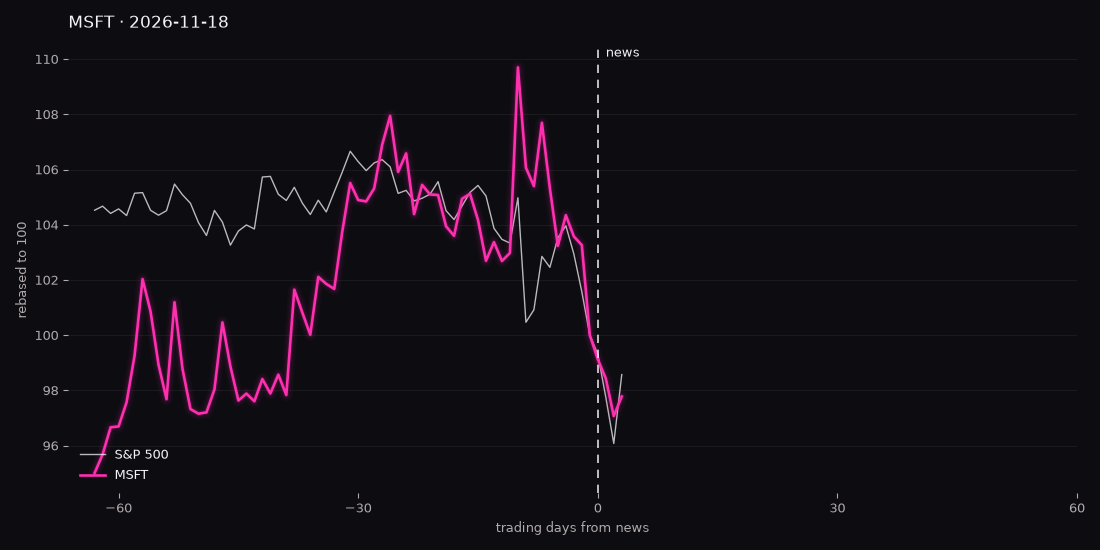 MSFT · 2026-11-18
news
110
108
106
104
102
100
98
96
rebased to 100
S&P 500
MSFT
−60
−30
0
30
60
trading days from news